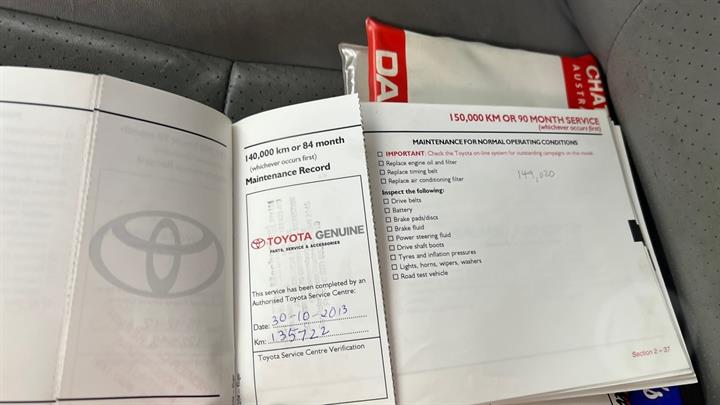 140,000 km or 84 month
(whichever occurs first)
Maintenance Record
TOYOTA GENUINE
PARTS, SERVICE & ACCESSORIES
This service has been completed by an
Authorised Toyota Service Centre:
Date: 30-10-2013
Km: 135722
Toyota Service Centre Verification
150,000 KM OR 90 MONTH SERVICE
(whichever occurs first)
MAINTENANCE FOR NORMAL OPERATING CONDITIONS
IMPORTANT: Check the Toyota on-line system for outstanding campaigns on this model.
Replace engine oil and filter
Replace timing belt
Replace air conditioning filter
149,020
Inspect the following:
Drive belts
Battery
Brake pads/discs
Brake fluid
Power steering fluid
Drive shaft boots
Tyres and inflation pressures
Lights, horns, wipers, washers
Road test vehicle
Section 2 – 37
DA
CHA
AUSTR